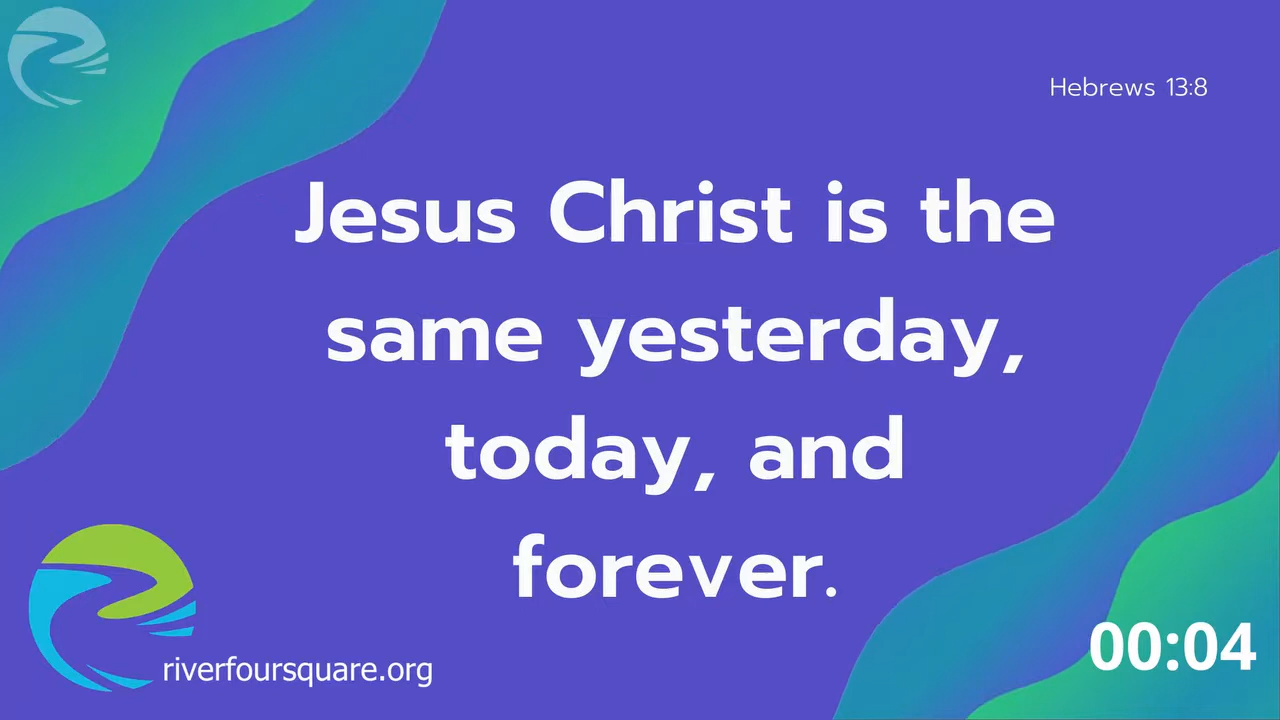 Hebrews 13:8
Jesus Christ is the
same yesterday,
today, and
forever.
riverfoursquare.org
00:04